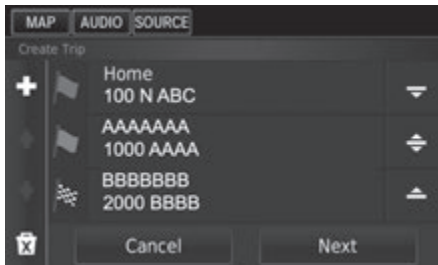 MAP AUDIO SOURCE
Create Trip
Home
100 N ABC
AAAAAAA
1000 AAAA
BBBBBBB
2000 BBBB
Cancel Next